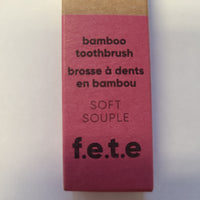 bamboo
toothbrush
brosse à dents
en bambou
SOFT
SOUPLE
f.e.t.e